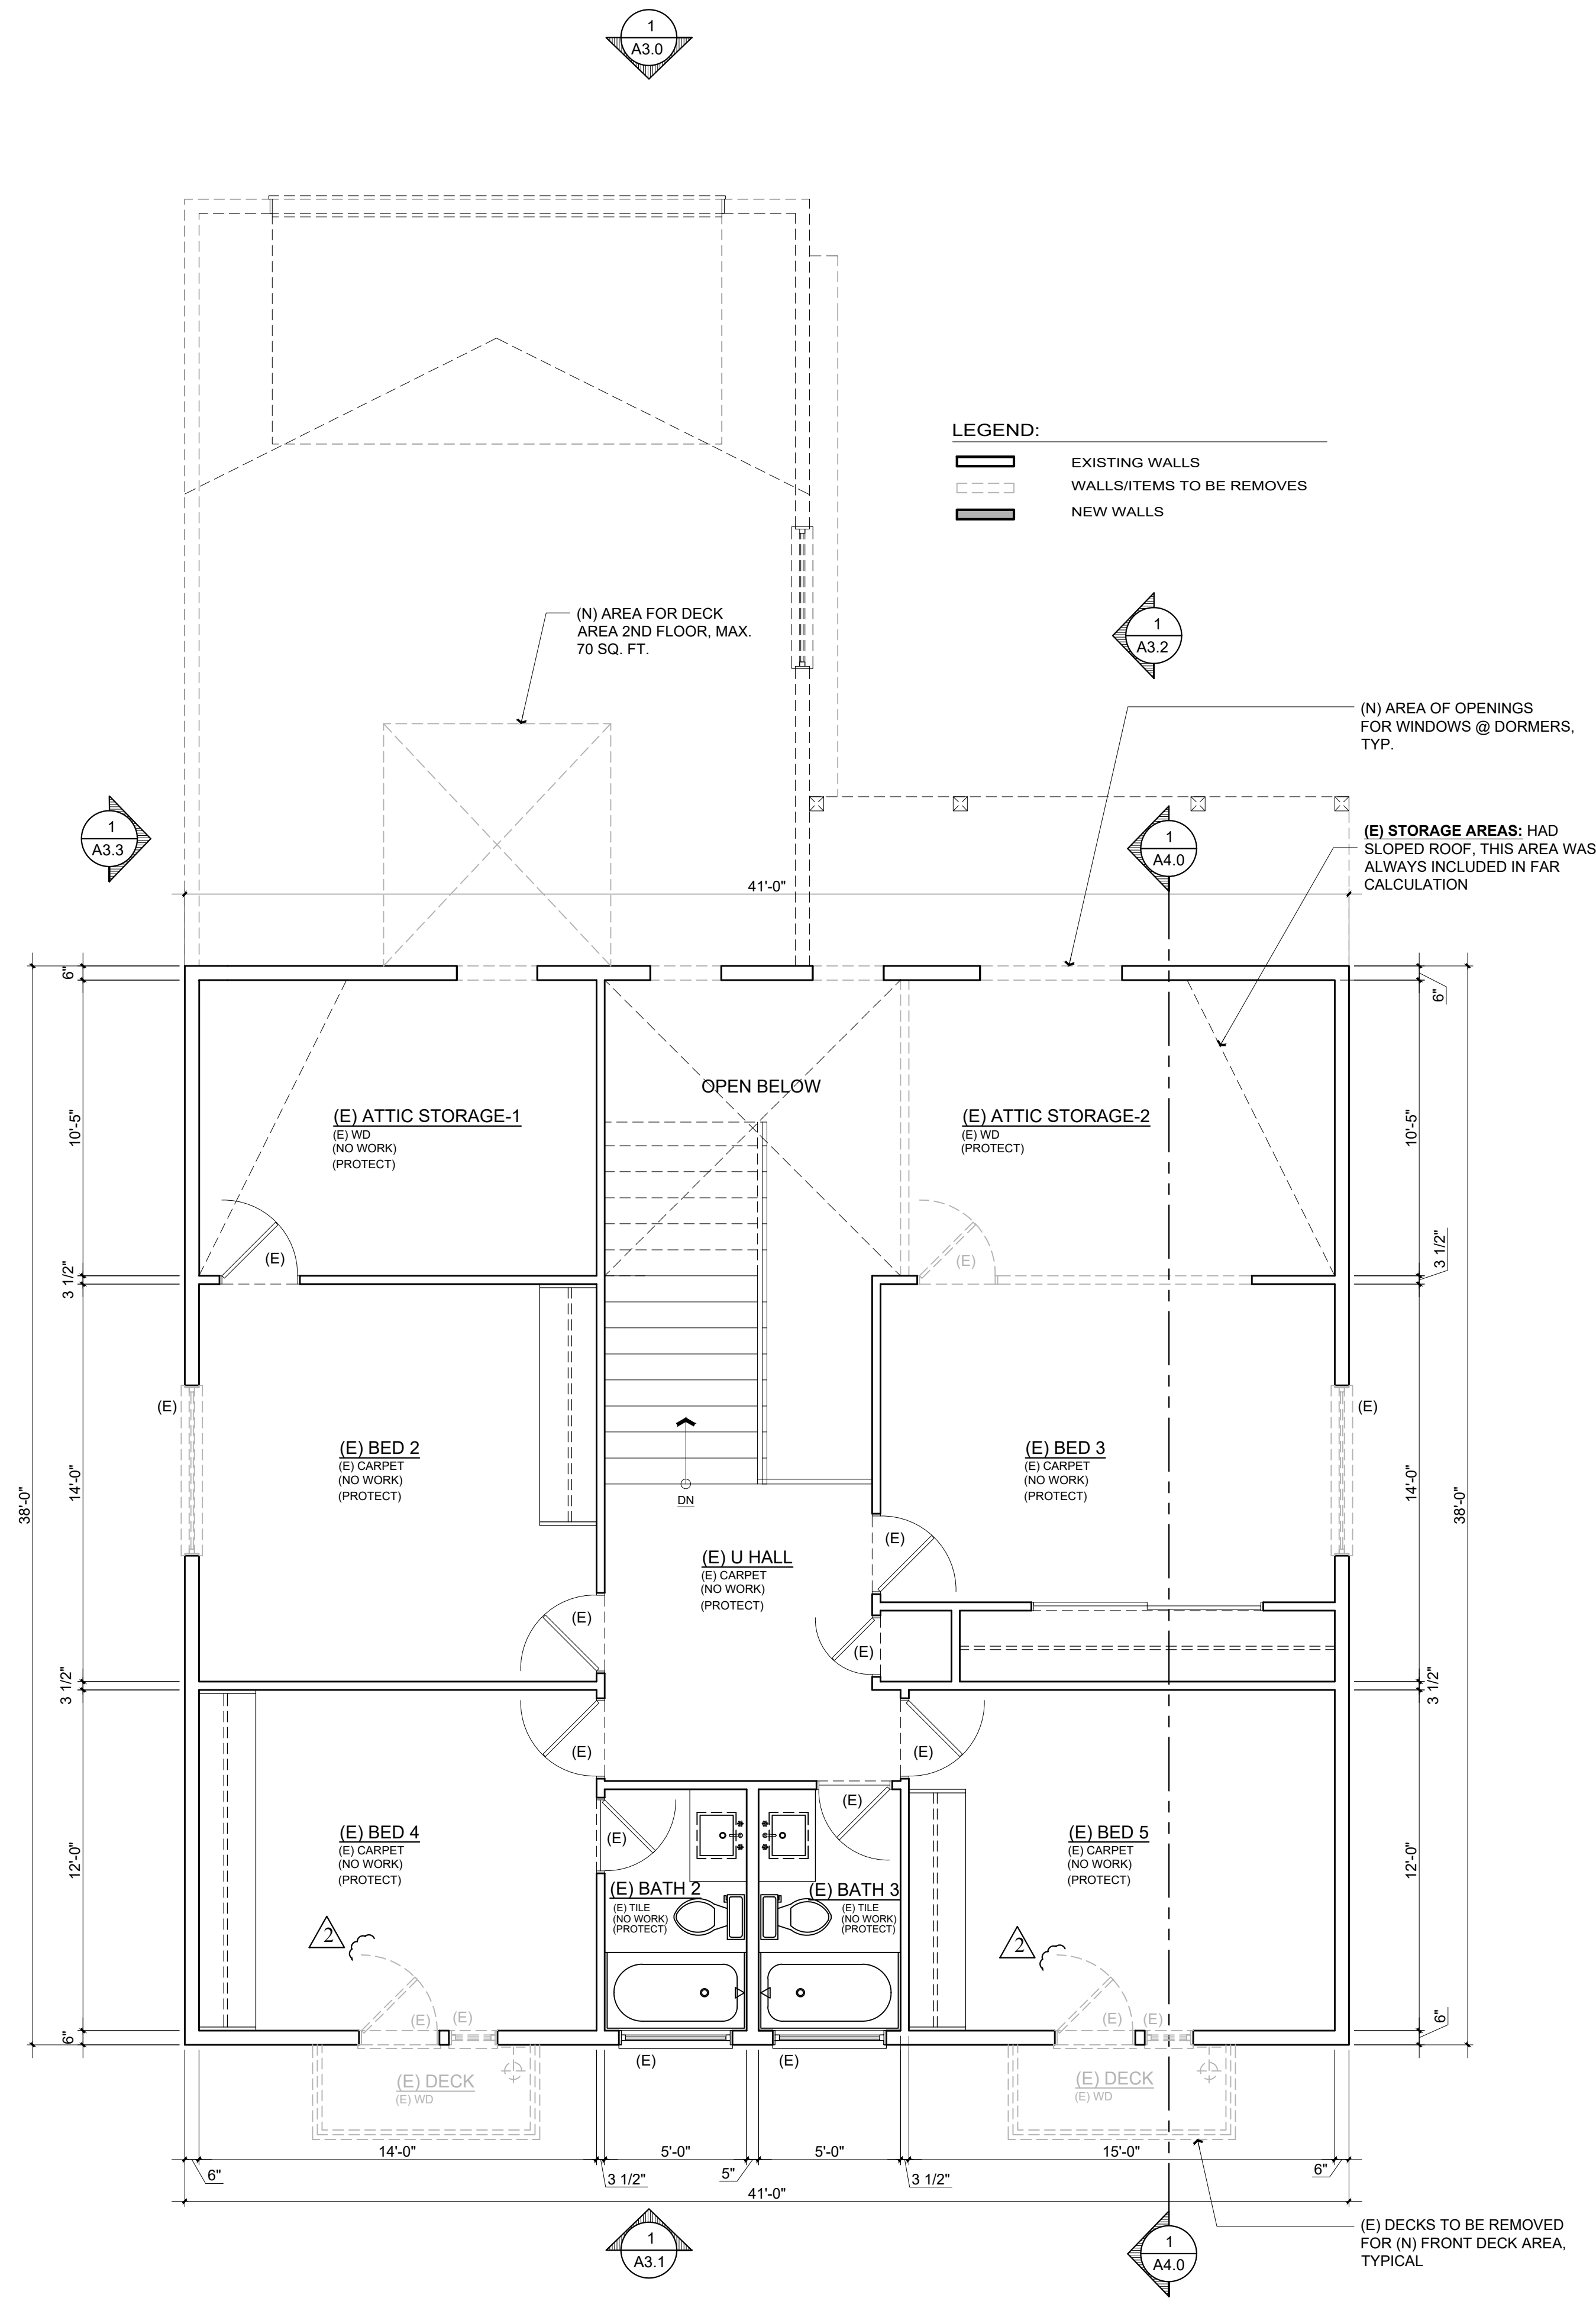 1
A3.0
LEGEND:
EXISTING WALLS
WALLS/ITEMS TO BE REMOVES
NEW WALLS
(N) AREA FOR DECK
AREA 2ND FLOOR, MAX.
70 SQ. FT.
1
A3.2
(N) AREA OF OPENINGS
FOR WINDOWS @ DORMERS,
TYP.
1
A3.3
1
A4.0
(E) STORAGE AREAS: HAD
SLOPED ROOF, THIS AREA WAS
ALWAYS INCLUDED IN FAR
CALCULATION
41'-0"
6"
6"
OPEN BELOW
10'-5"
(E) ATTIC STORAGE-1
(E) WD
(NO WORK)
(PROTECT)
(E) ATTIC STORAGE-2
(E) WD
(PROTECT)
10'-5"
(E)
(E)
3 1/2"
3 1/2"
(E)
(E)
(E) BED 2
(E) CARPET
(NO WORK)
(PROTECT)
(E) BED 3
(E) CARPET
(NO WORK)
(PROTECT)
38'-0"
14'-0"
14'-0"
38'-0"
DN
(E)
(E) U HALL
(E) CARPET
(NO WORK)
(PROTECT)
(E)
(E)
3 1/2"
3 1/2"
(E)
(E)
(E)
(E)
12'-0"
(E) BED 4
(E) CARPET
(NO WORK)
(PROTECT)
(E) BED 5
(E) CARPET
(NO WORK)
(PROTECT)
12'-0"
(E) BATH 2
(E) TILE
(NO WORK)
(PROTECT)
(E) BATH 3
(E) TILE
(NO WORK)
(PROTECT)
2
2
(E)
(E)
(E)
(E)
6"
6"
(E)
(E)
(E) DECK
(E) WD
(E) DECK
(E) WD
14'-0"
5'-0"
5'-0"
15'-0"
6"
3 1/2"
5"
3 1/2"
6"
41'-0"
1
A3.1
1
A4.0
(E) DECKS TO BE REMOVED
FOR (N) FRONT DECK AREA,
TYPICAL